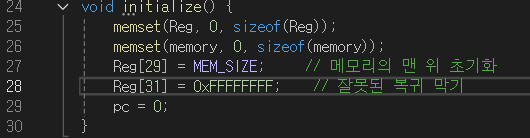 24 void initialize() {
25 memset(Reg, 0, sizeof(Reg));
26 memset(memory, 0, sizeof(memory));
27 Reg[29] = MEM_SIZE; // 메모리의 맨 위 초기화
28 Reg[31] = 0xFFFFFFFF; // 잘못된 복귀 막기
29 pc = 0;
30 }